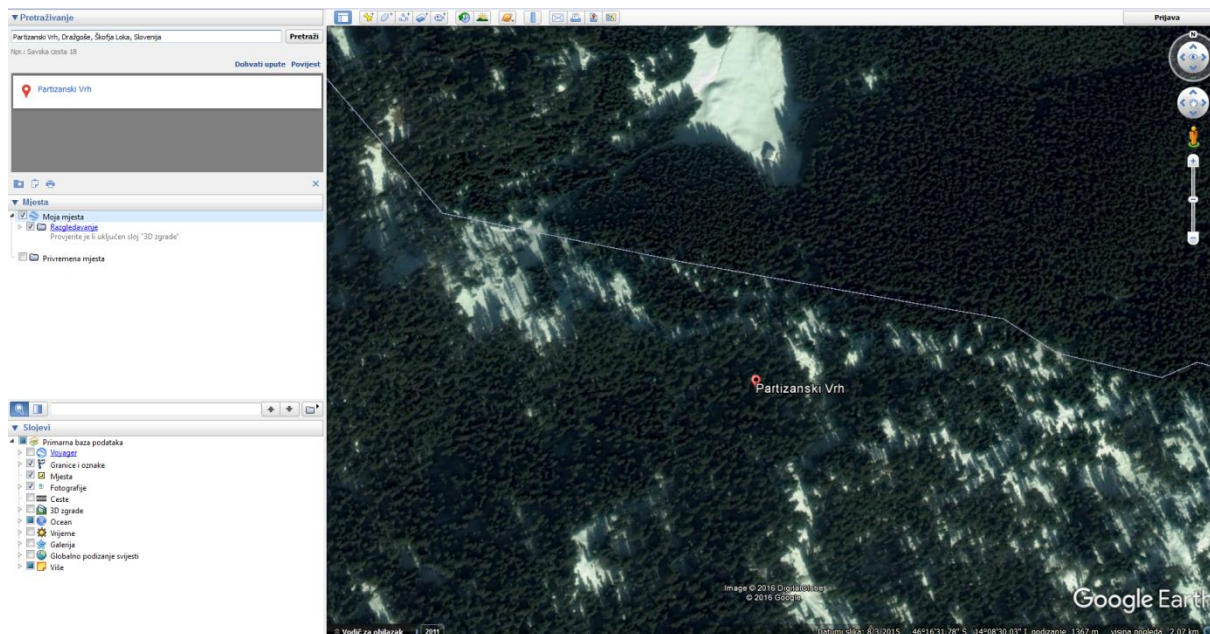 Pretraživanje
Prijava
Partizanski Vrh, Dražgoše, Škofja Loka, Slovenija
Pretraži
Npr.: Savska cesta 18
Dohvati upute Povijest
Partizanski Vrh
Mjesta
Moja mjesta
Razgledavanje
Provjerite je li uključen sloj "3D zgrade"
Privremena mjesta
Slojevi
Primarna baza podataka
Voyager
Granice i oznake
Mjesta
Fotografije
Ceste
3D zgrade
Ocean
Vrijeme
Galerija
Globalno podizanje svijesti
Više
N
Partizanski Vrh
Image © 2016 DigitalGlobe
© 2016 Google
Google Earth
Vodič za obilazak
2011
Datumi slika: 8/3/2015 46°16'31.78" S 14°08'30.03" I podizanje 1367 m visina pogleda 2.07 km